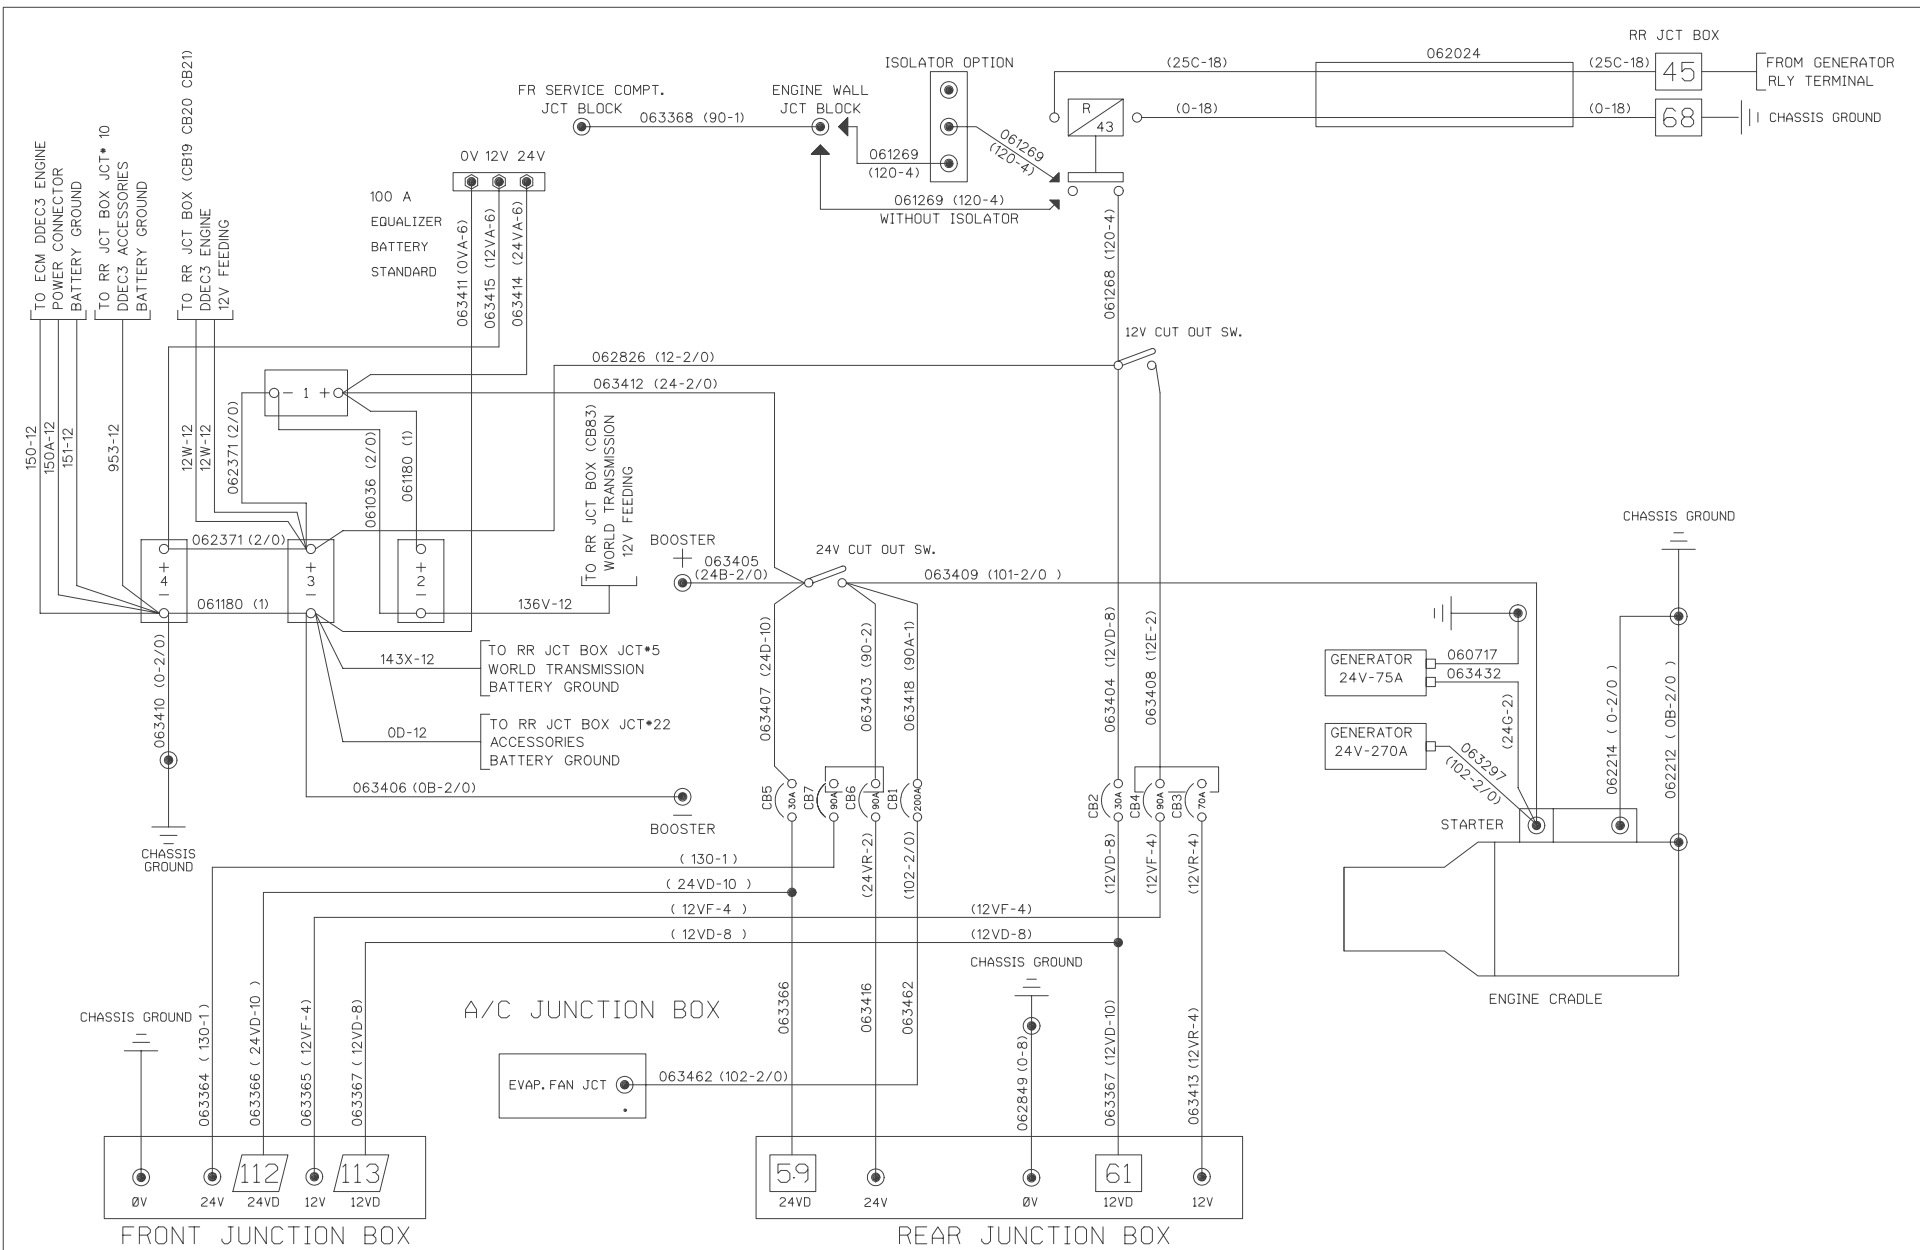 RR JCT BOX
062024
(25C-18)
(25C-18)
45
FROM GENERATOR
RLY TERMINAL
ISOLATOR OPTION
R
43
(0-18)
(0-18)
68
CHASSIS GROUND
FR SERVICE COMPT.
JCT BLOCK
063368 (90-1)
ENGINE WALL
JCT BLOCK
061269
(120-4)
061269
(120-4)
061269 (120-4)
WITHOUT ISOLATOR
0V 12V 24V
100 A
EQUALIZER
BATTERY
STANDARD
063411 (0VA-6)
063415 (12VA-6)
063414 (24VA-6)
061268 (120-4)
TO ECM DDEC3 ENGINE
POWER CONNECTOR
BATTERY GROUND
TO RR JCT BOX JCT* 10
DDEC3 ACCESSORIES
BATTERY GROUND
TO RR JCT BOX (CB19 CB20 CB21)
DDEC3 ENGINE
12V FEEDING
12V CUT OUT SW.
062826 (12-2/0)
063412 (24-2/0)
- 1 +
150-12
150A-12
151-12
953-12
12W-12
12W-12
062371 (2/0)
061036 (2/0)
061180 (1)
TO RR JCT BOX (CB83)
WORLD TRANSMISSION
12V FEEDING
062371 (2/0)
+
4
-
+
3
-
+
2
-
061180 (1)
136V-12
BOOSTER
+
063405
(24B-2/0)
24V CUT OUT SW.
063409 (101-2/0 )
CHASSIS GROUND
143X-12
TO RR JCT BOX JCT*5
WORLD TRANSMISSION
BATTERY GROUND
0D-12
TO RR JCT BOX JCT*22
ACCESSORIES
BATTERY GROUND
063410 (0-2/0)
063406 (0B-2/0)
BOOSTER
CHASSIS
GROUND
063407 (24D-10)
063403 (90-2)
063418 (90A-1)
063404 (12VD-8)
063408 (12E-2)
GENERATOR
24V-75A
060717
063432
(24G-2)
GENERATOR
24V-270A
063297
(102-2/0)
062214 ( 0-2/0 )
062212 ( 0B-2/0 )
STARTER
CB5
30A
CB7
90A
CB6
90A
CB1
200A
CB2
30A
CB4
90A
CB3
70A
( 130-1 )
( 24VD-10 )
( 12VF-4 )
( 12VD-8 )
(24VR-2)
(102-2/0)
(12VD-8)
(12VF-4)
(12VR-4)
(12VF-4)
(12VD-8)
ENGINE CRADLE
CHASSIS GROUND
CHASSIS GROUND
A/C JUNCTION BOX
EVAP.FAN JCT
063462 (102-2/0)
063364 ( 130-1 )
063366 ( 24VD-10 )
063365 ( 12VF-4)
063367 ( 12VD-8)
063366
063416
063462
062849 (0-8)
063367 (12VD-10)
063413 (12VR-4)
112
113
59
61
ØV
24V
24VD
12V
12VD
24VD
24V
ØV
12VD
12V
FRONT JUNCTION BOX
REAR JUNCTION BOX